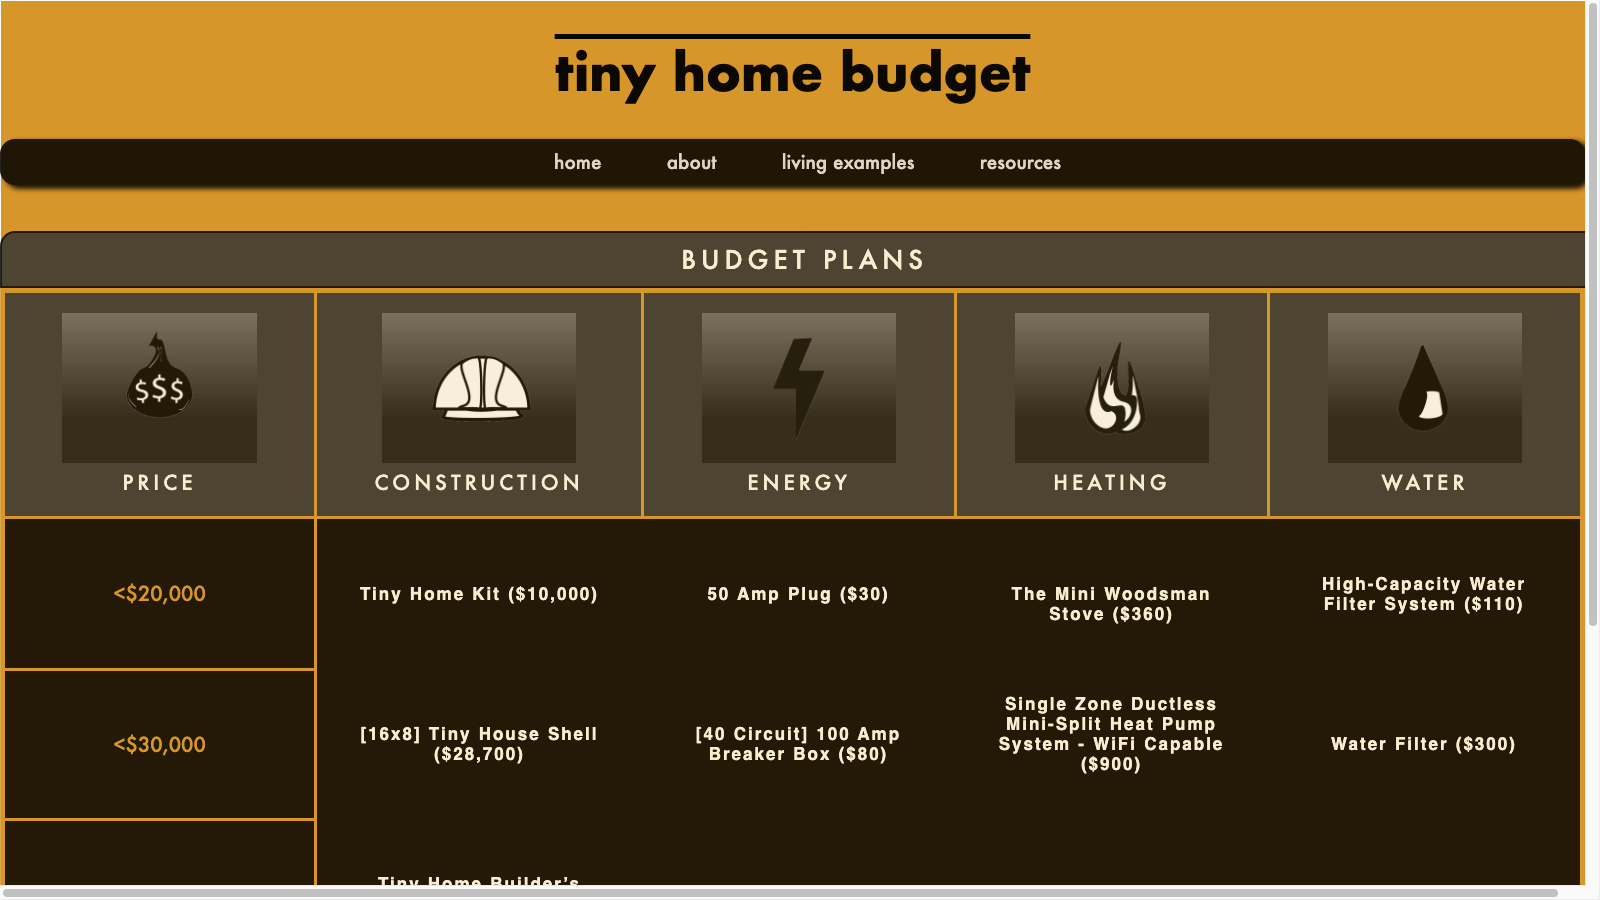 tiny home budget
home about living examples resources
BUDGET PLANS
$$$
PRICE CONSTRUCTION ENERGY HEATING WATER
<$20,000
Tiny Home Kit ($10,000)
50 Amp Plug ($30)
The Mini Woodsman
Stove ($360)
High-Capacity Water
Filter System ($110)
<$30,000
[16x8] Tiny House Shell
($28,700)
[40 Circuit] 100 Amp
Breaker Box ($80)
Single Zone Ductless
Mini-Split Heat Pump
System - WiFi Capable
($900)
Water Filter ($300)
Tiny Home Builder’s